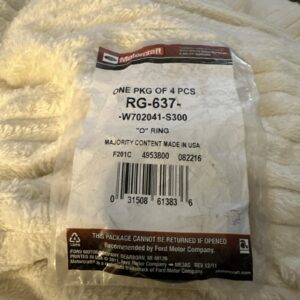 Motorcraft
ONE PKG OF 4 PCS
RG-637-
-W702041-S300
"O" RING
MAJORITY CONTENT MADE IN USA
F201C 4953800 082216
0 31508 61383 6
THIS PACKAGE CANNOT BE RETURNED IF OPENED
Recommended by Ford Motor Company.